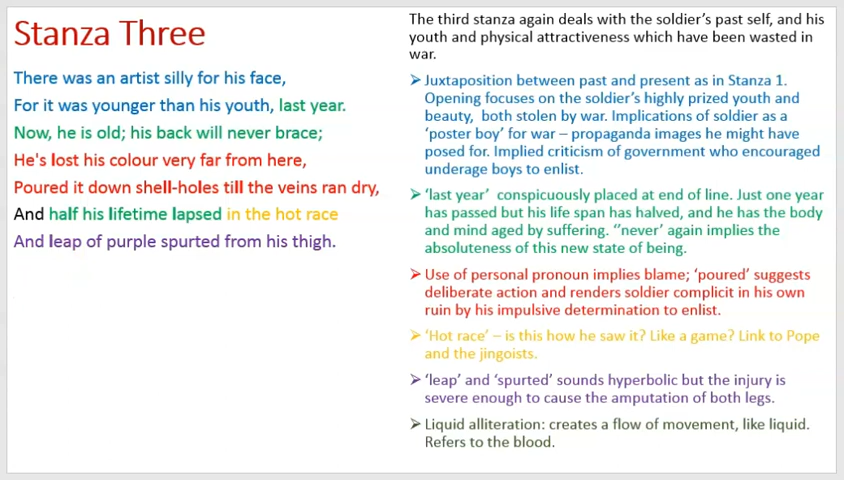 Stanza Three
There was an artist silly for his face,
For it was younger than his youth, last year.
Now, he is old; his back will never brace;
He's lost his colour very far from here,
Poured it down shell-holes till the veins ran dry,
And half his lifetime lapsed in the hot race
And leap of purple spurted from his thigh.
The third stanza again deals with the soldier's past self, and his
youth and physical attractiveness which have been wasted in
war.
➢ Juxtaposition between past and present as in Stanza 1.
Opening focuses on the soldier's highly prized youth and
beauty, both stolen by war. Implications of soldier as a
'poster boy' for war – propaganda images he might have
posed for. Implied criticism of government who encouraged
underage boys to enlist.
➢ 'last year' conspicuously placed at end of line. Just one year
has passed but his life span has halved, and he has the body
and mind aged by suffering. ''never' again implies the
absoluteness of this new state of being.
➢ Use of personal pronoun implies blame; 'poured' suggests
deliberate action and renders soldier complicit in his own
ruin by his impulsive determination to enlist.
➢ 'Hot race' – is this how he saw it? Like a game? Link to Pope
and the jingoists.
➢ 'leap' and 'spurted' sounds hyperbolic but the injury is
severe enough to cause the amputation of both legs.
➢ Liquid alliteration: creates a flow of movement, like liquid.
Refers to the blood.